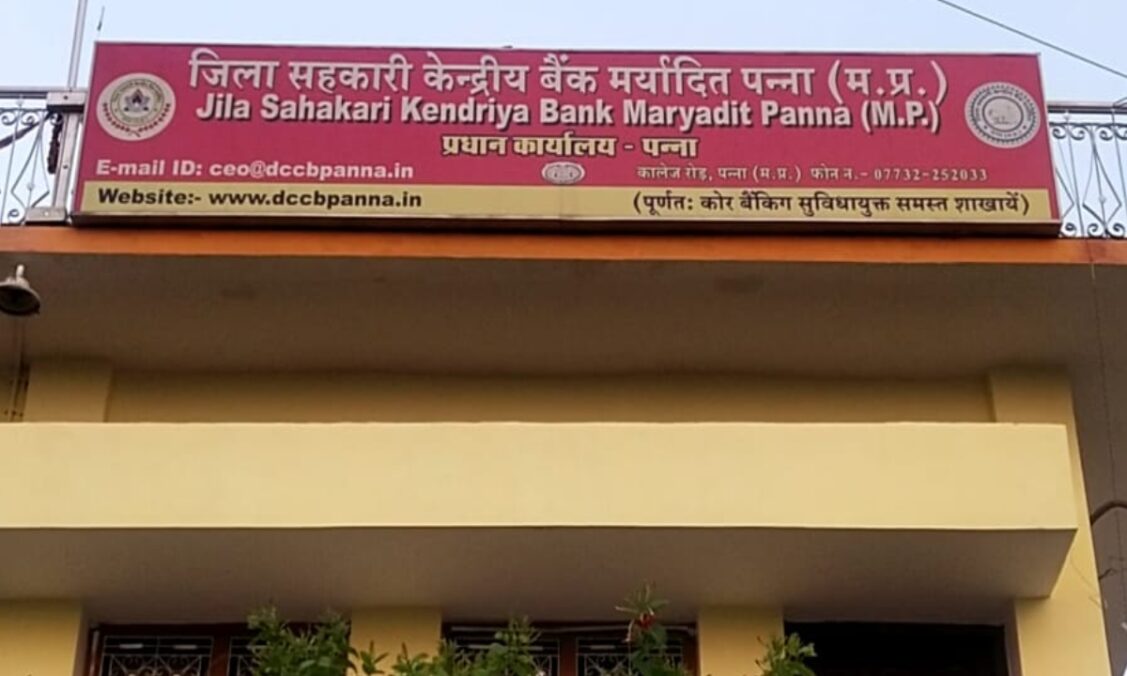 जिला सहकारी केन्द्रीय बैंक मर्यादित पन्ना (म.प्र.)
Jila Sahakari Kendriya Bank Maryadit Panna (M.P.)
प्रधान कार्यालय - पन्ना
E-mail ID: ceo@dccbpanna.in
कालेज रोड़, पन्ना (म.प्र.) फोन न.- 07732-252033
Website:- www.dccbpanna.in
(पूर्णत: कोर बैंकिग सुविधायुक्त समस्त शाखायें)